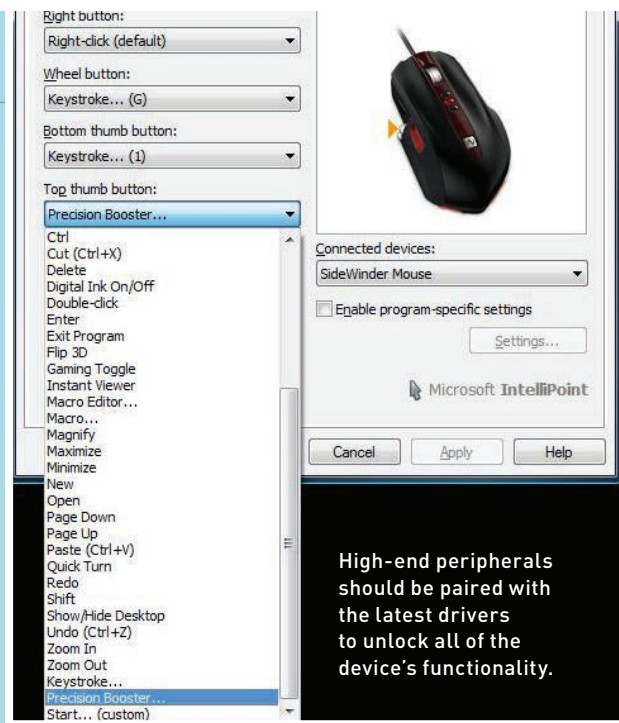 Right button:
Right-click (default)
Wheel button:
Keystroke... (G)
Bottom thumb button:
Keystroke... (1)
Top thumb button:
Precision Booster...
Ctrl
Cut (Ctrl+X)
Delete
Digital Ink On/Off
Double-click
Enter
Exit Program
Flip 3D
Gaming Toggle
Instant Viewer
Macro Editor...
Macro...
Magnify
Maximize
Minimize
New
Open
Page Down
Page Up
Paste (Ctrl+V)
Quick Turn
Redo
Shift
Show/Hide Desktop
Undo (Ctrl+Z)
Zoom In
Zoom Out
Keystroke...
Precision Booster...
Start... (custom)
Connected devices:
SideWinder Mouse
Enable program-specific settings
Settings...
Microsoft IntelliPoint
Cancel
Apply
Help
High-end peripherals
should be paired with
the latest drivers
to unlock all of the
device's functionality.